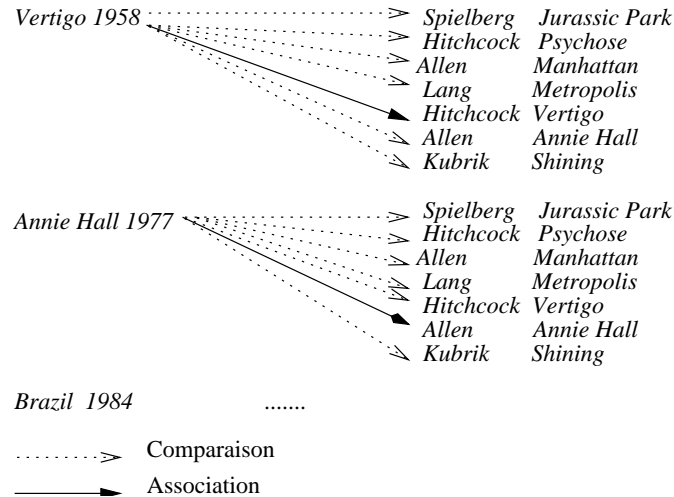 Vertigo 1958
Spielberg Jurassic Park
Hitchcock Psychose
Allen Manhattan
Lang Metropolis
Hitchcock Vertigo
Allen Annie Hall
Kubrik Shining
Annie Hall 1977
Spielberg Jurassic Park
Hitchcock Psychose
Allen Manhattan
Lang Metropolis
Hitchcock Vertigo
Allen Annie Hall
Kubrik Shining
Brazil 1984 .......
Comparaison
Association